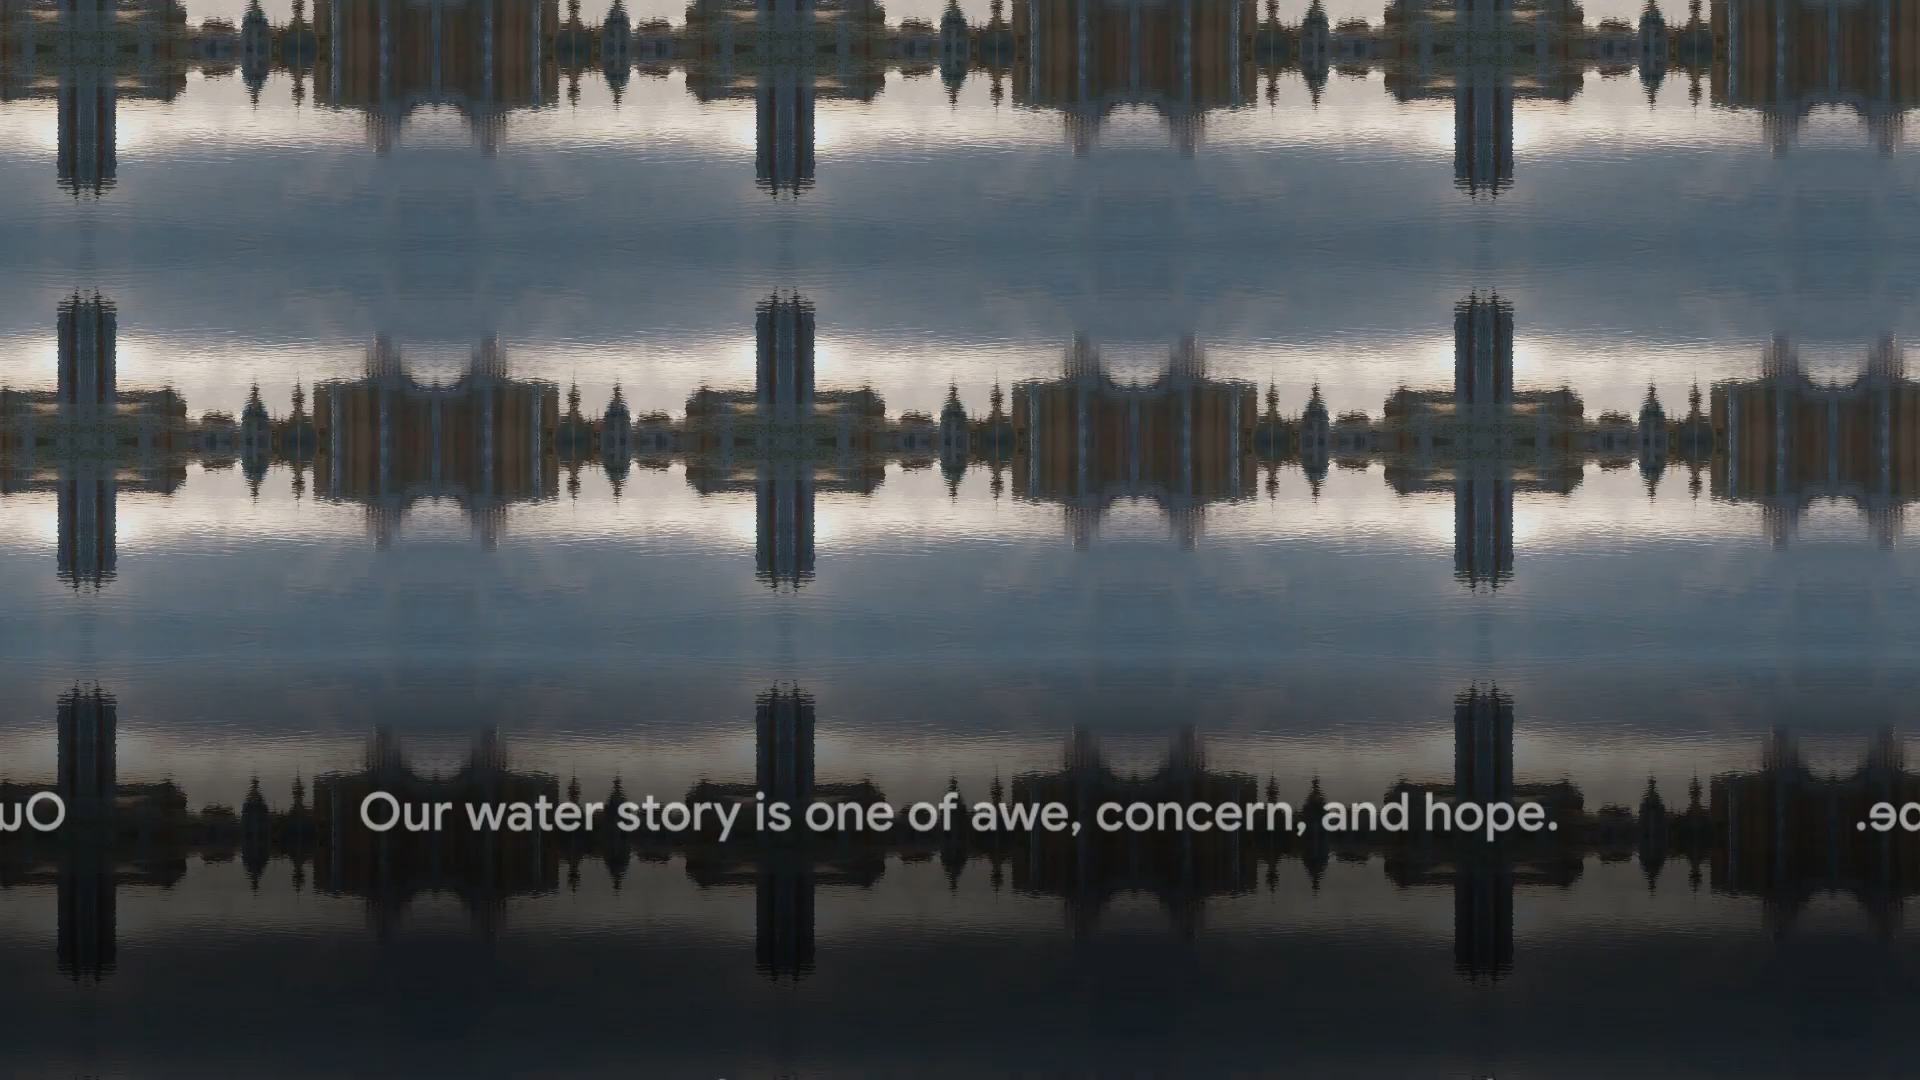 Our water story is one of awe, concern, and hope.